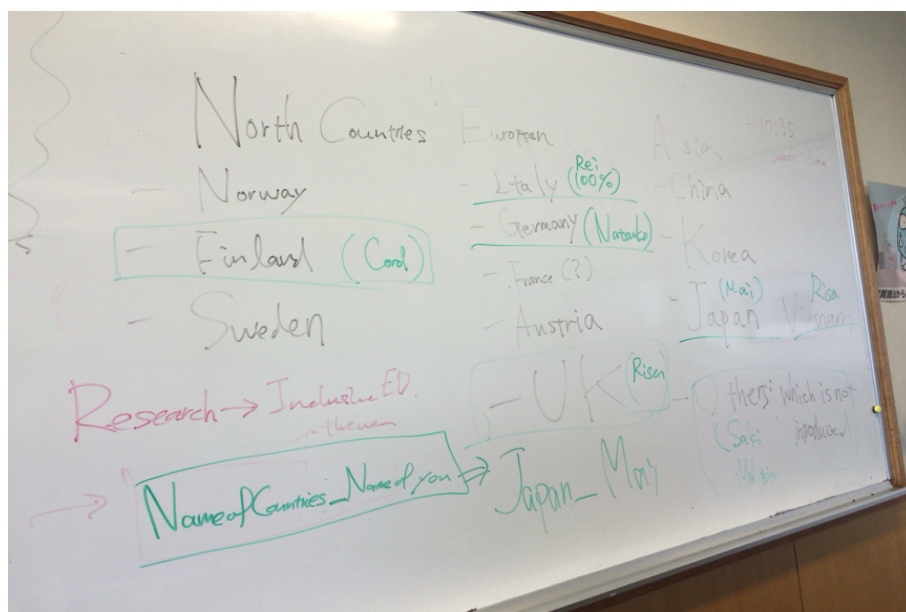 North Countries
- Norway
- Finland (Cord)
- Sweden
European
- Italy (100%)
Rei
- Germany (Natsuko)
- France (?)
- Austria
- UK (Risa)
Asia
- China
- Korea
- Japan (Mai)
Vietnam Risa
- Others which is not
(Saki introduced)
~10:35
Research → Inclusive ED.
Name of Countries_Name of you
Japan_Mai